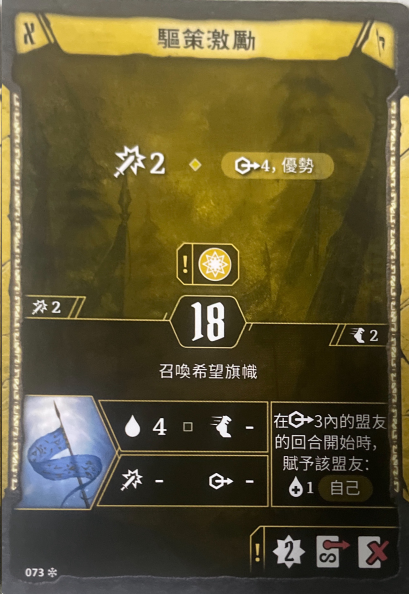 驅策激勵
2 4, 優勢
!
2
18
2
召喚希望旗幟
4 -
- -
在 3內的盟友
的回合開始時，
賦予該盟友：
1 自己
! 2
073